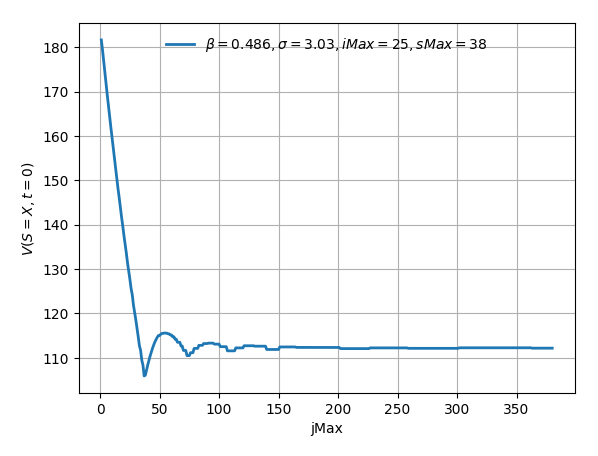 β = 0.486, σ = 3.03, iMax = 25, sMax = 38
V(S = X, t = 0)
180
170
160
150
140
130
120
110
0 50 100 150 200 250 300 350
jMax